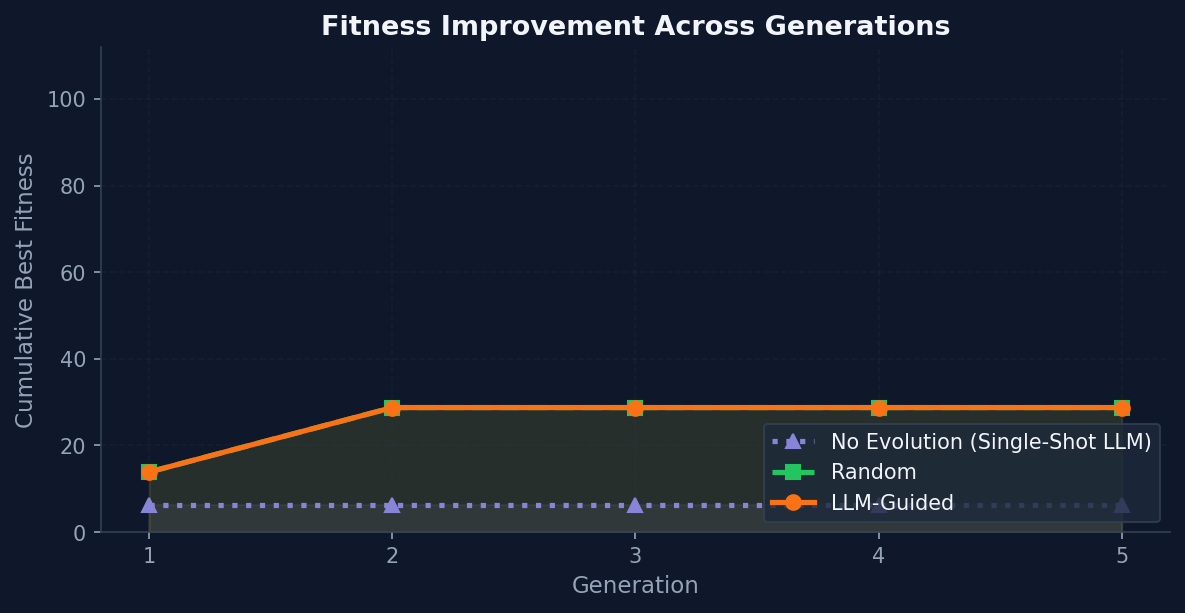 Fitness Improvement Across Generations
Cumulative Best Fitness
100
80
60
40
20
0
No Evolution (Single-Shot LLM)
Random
LLM-Guided
1 2 3 4 5
Generation